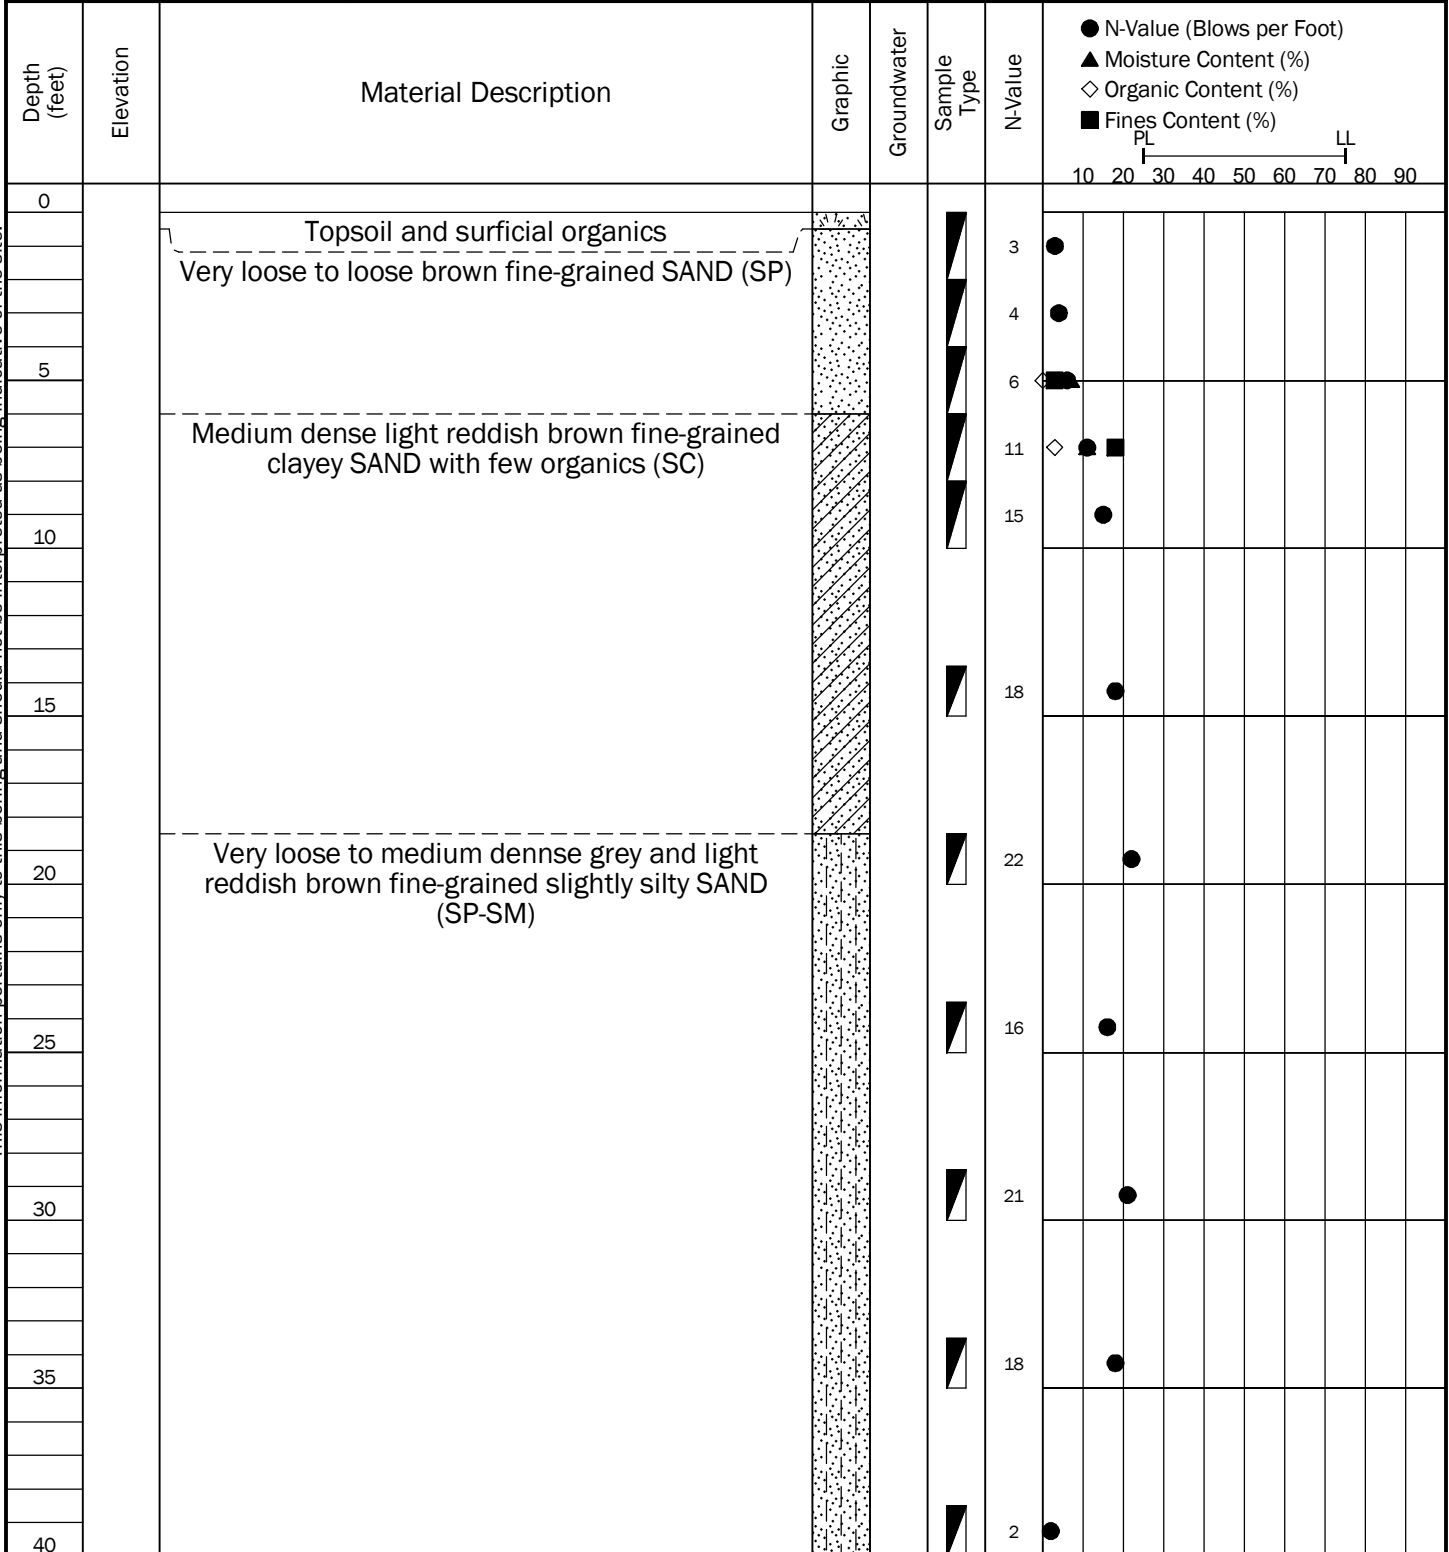 Depth
(feet)
Elevation
Material Description
Graphic
Groundwater
Sample
Type
N-Value
N-Value (Blows per Foot)
Moisture Content (%)
Organic Content (%)
Fines Content (%)
PL LL
10 20 30 40 50 60 70 80 90
0
Topsoil and surficial organics
3
Very loose to loose brown fine-grained SAND (SP)
4
5
6
Medium dense light reddish brown fine-grained
clayey SAND with few organics (SC)
11
15
10
18
15
Very loose to medium dennse grey and light
reddish brown fine-grained slightly silty SAND
(SP-SM)
22
20
16
25
21
30
18
35
2
40